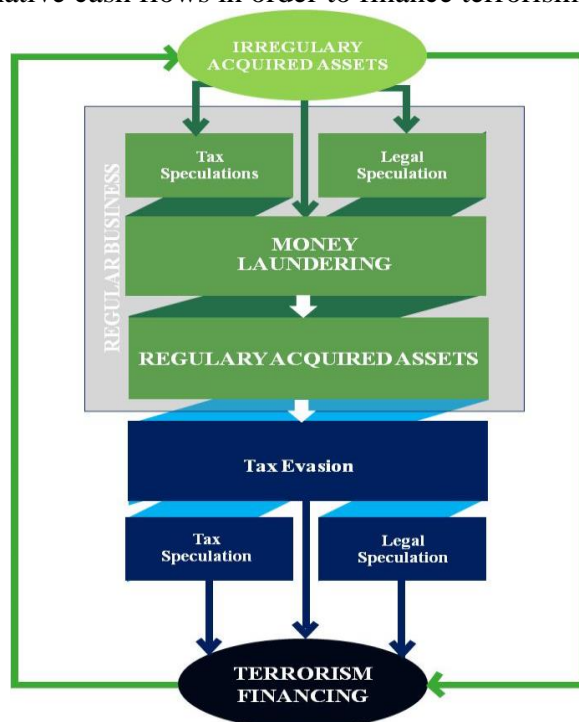 native cash flows in order to finance terrorism
IRREGULARY
ACQUIRED ASSETS
REGULAR BUSINESS
Tax
Speculations
Legal
Speculation
MONEY
LAUNDERING
REGULARY ACQUIRED ASSETS
Tax Evasion
Tax
Speculation
Legal
Speculation
TERRORISM
FINANCING